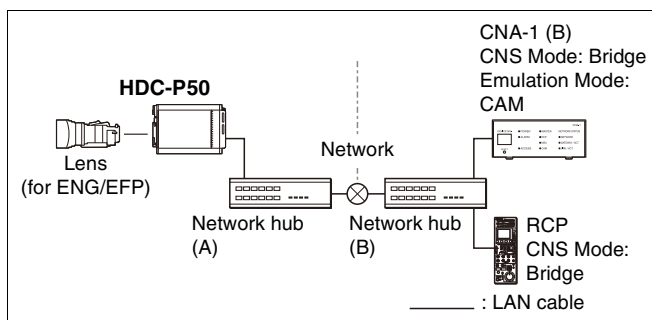 CNA-1 (B)
CNS Mode: Bridge
Emulation Mode:
CAM
HDC-P50
Lens
(for ENG/EFP)
Network
Network hub
(A)
Network hub
(B)
RCP
CNS Mode:
Bridge
: LAN cable